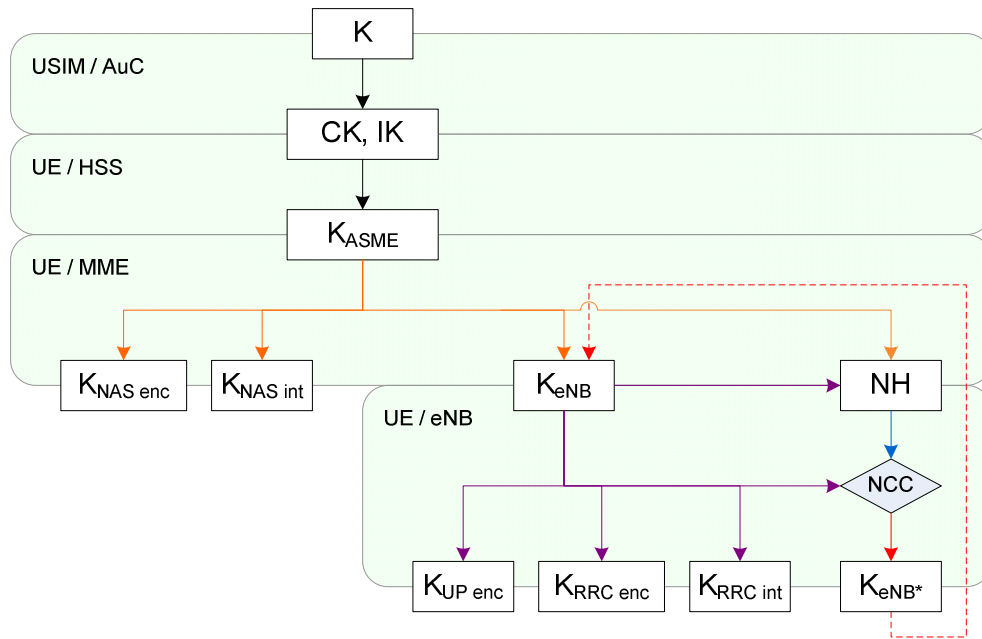 K
USIM / AuC
CK, IK
UE / HSS
KASME
UE / MME
KNAS enc
KNAS int
KeNB
NH
UE / eNB
NCC
KUP enc
KRRC enc
KRRC int
KeNB*